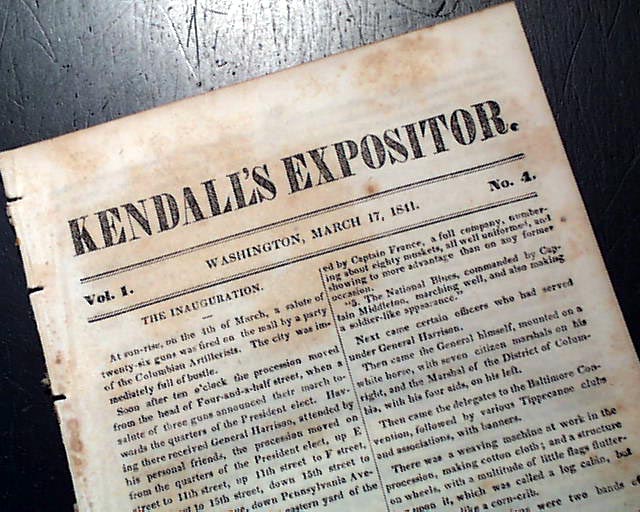 KENDALL'S EXPOSITOR.
WASHINGTON, MARCH 17, 1841.
Vol. 1.
No. 4.
THE INAUGURATION.
At sun-rise, on the 4th of March, a salute of
twenty-six guns was fired on the mall by a party
of the Columbian Artillerists. The city was im-
mediately full of bustle.
Soon after ten o'clock the procession moved
from the head of Four-and-a-half street, when a
salute of three guns announced their march to-
wards the quarters of the President elect. Hav-
ing there received General Harrison, attended by
his personal friends, the procession moved on
from the quarters of the President elect, up E
street to 11th street, up 11th street to F street,
street to 15th street, down 15th street to
down Pennsylvania Ave-
eastern yard of the
ed by Captain France, a full company, number-
ing about eighty muskets, all well uniformed, and
showing to more advantage than on any former
occasion.
"5. The National Blues, commanded by Cap-
tain Middleton, marching well, and also making
a soldier-like appearance."
Next came certain officers who had served
under General Harrison.
Then came the General himself, mounted on a
white horse, with seven citizen marshals on his
right, and the Marshal of the District of Colum-
bia, with his four aids, on his left.
Then came the delegates to the Baltimore Con-
vention, followed by various Tippecanoe clubs
and associations, with banners.
There was a weaving machine at work in the
procession, making cotton cloth; and a structure
on wheels, with a multitude of little flags flutter-
upon it, which was called a log cabin, but
like a corn-crib.
were two bands of